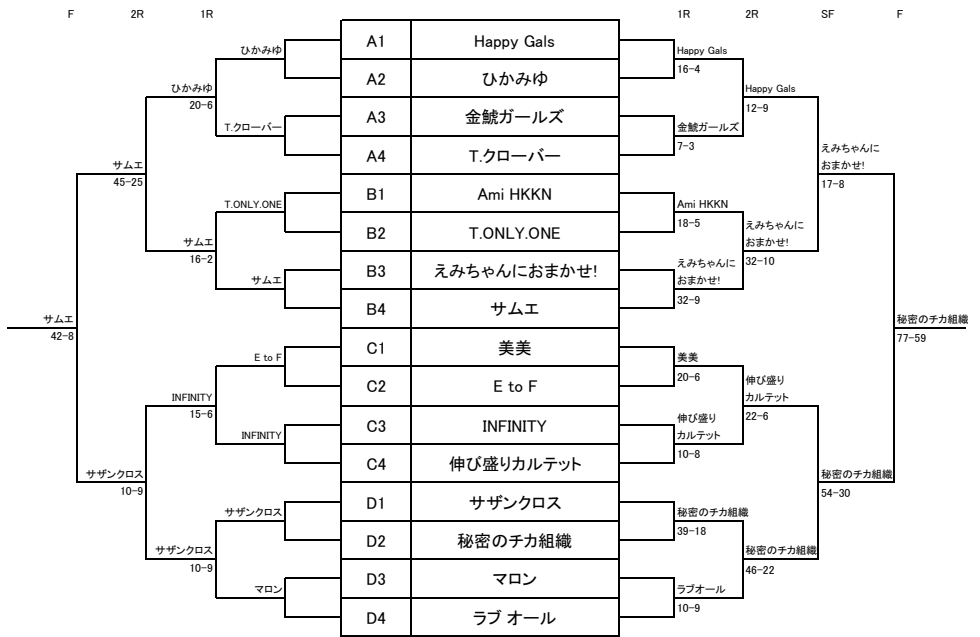 F 2R 1R 1R 2R SF F
A1 Happy Gals
A2 ひかみゆ
A3 金鯱ガールズ
A4 T.クローバー
B1 Ami HKKN
B2 T.ONLY.ONE
B3 えみちゃんにおまかせ!
B4 サムエ
C1 美美
C2 E to F
C3 INFINITY
C4 伸び盛りカルテット
D1 サザンクロス
D2 秘密のチカ組織
D3 マロン
D4 ラブ オール
ひかみゆ
ひかみゆ
20-6
T.クローバー
サムエ
45-25
T.ONLY.ONE
サムエ
16-2
サムエ
サムエ
42-8
E to F
INFINITY
15-6
INFINITY
サザンクロス
10-9
サザンクロス
サザンクロス
10-9
マロン
Happy Gals
16-4
Happy Gals
12-9
金鯱ガールズ
7-3
えみちゃんに
おまかせ!
17-8
Ami HKKN
18-5
えみちゃんに
おまかせ!
32-10
えみちゃんに
おまかせ!
32-9
秘密のチカ組織
77-59
美美
20-6
伸び盛り
カルテット
22-6
伸び盛り
カルテット
10-8
秘密のチカ組織
54-30
秘密のチカ組織
39-18
秘密のチカ組織
46-22
ラブオール
10-9